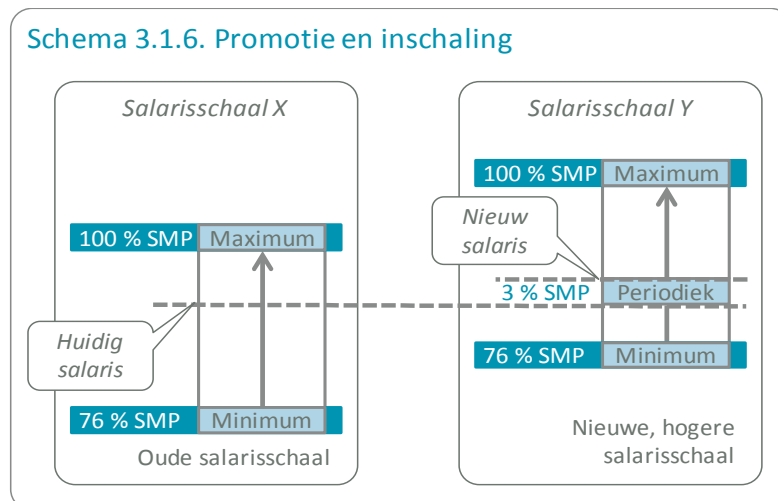 Schema 3.1.6. Promotie en inschaling
Salarisschaal X
100 % SMP Maximum
Huidig
salaris
76 % SMP Minimum
Oude salarisschaal
Salarisschaal Y
100 % SMP Maximum
Nieuw
salaris
3 % SMP Periodiek
76 % SMP Minimum
Nieuwe, hogere
salarisschaal